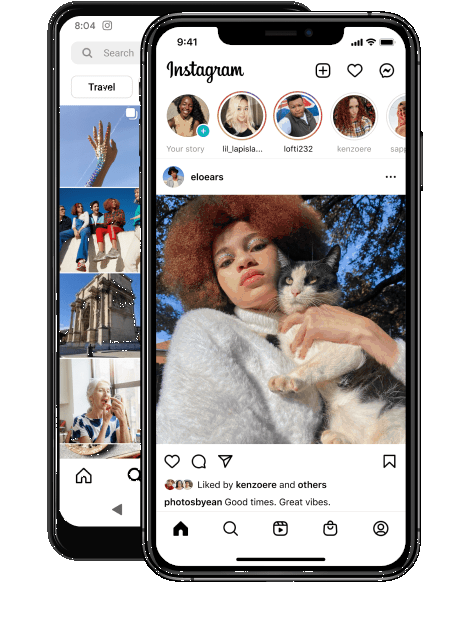 8:04
Search
Travel
9:41
Instagram
Your story
lil_lapisla...
lofti232
kenzoere
sapp
eloears
Liked by kenzoere and others
photosbyean Good times. Great vibes.